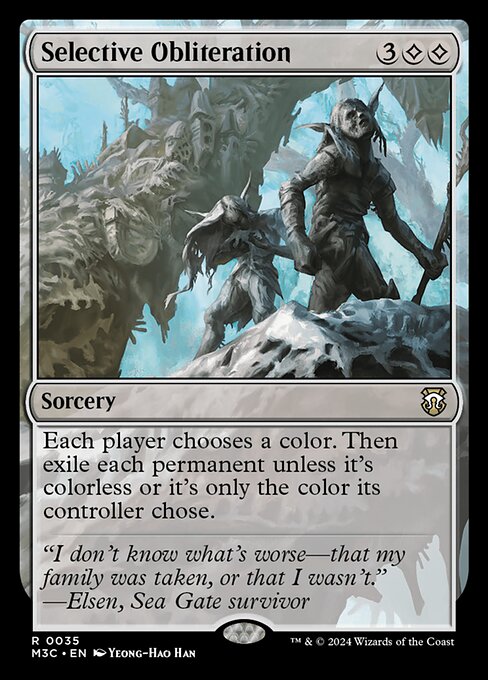 Selective Obliteration 3
Sorcery
Each player chooses a color. Then
exile each permanent unless it's
colorless or it's only the color its
controller chose.
“I don't know what's worse—that my
family was taken, or that I wasn't.”
—Elsen, Sea Gate survivor
R 0035
M3C • EN Yeong-Hao Han
™ & © 2024 Wizards of the Coast